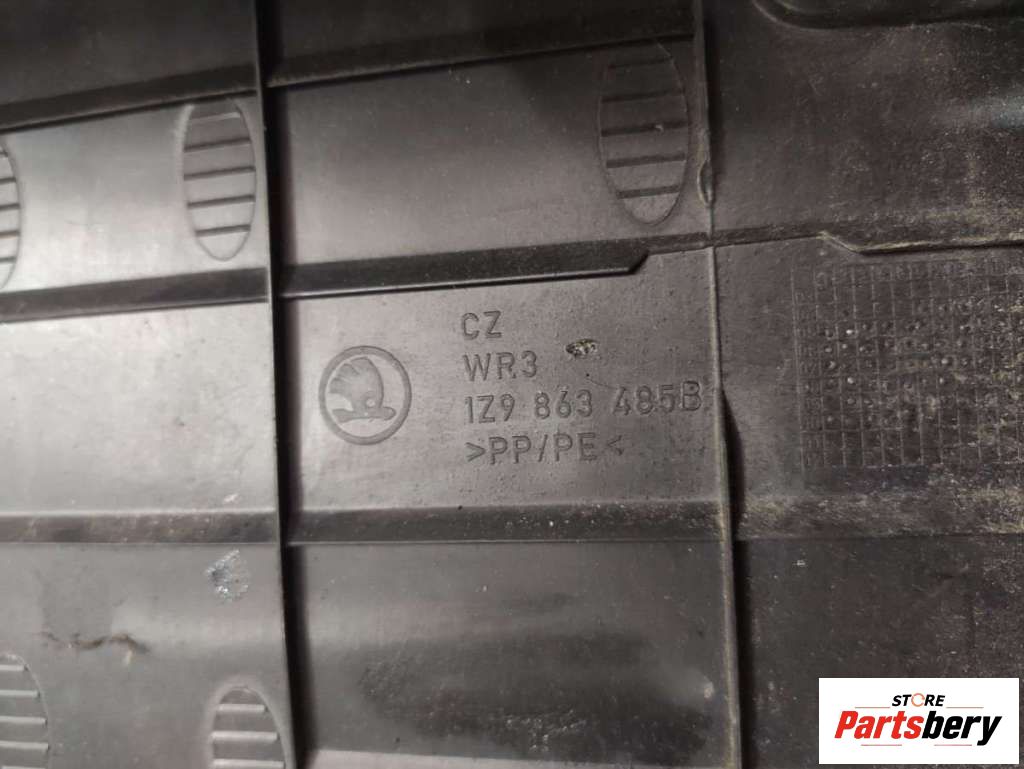 CZ
WR3
1Z9 863 485B
>PP/PE<
STORE
Partsbery